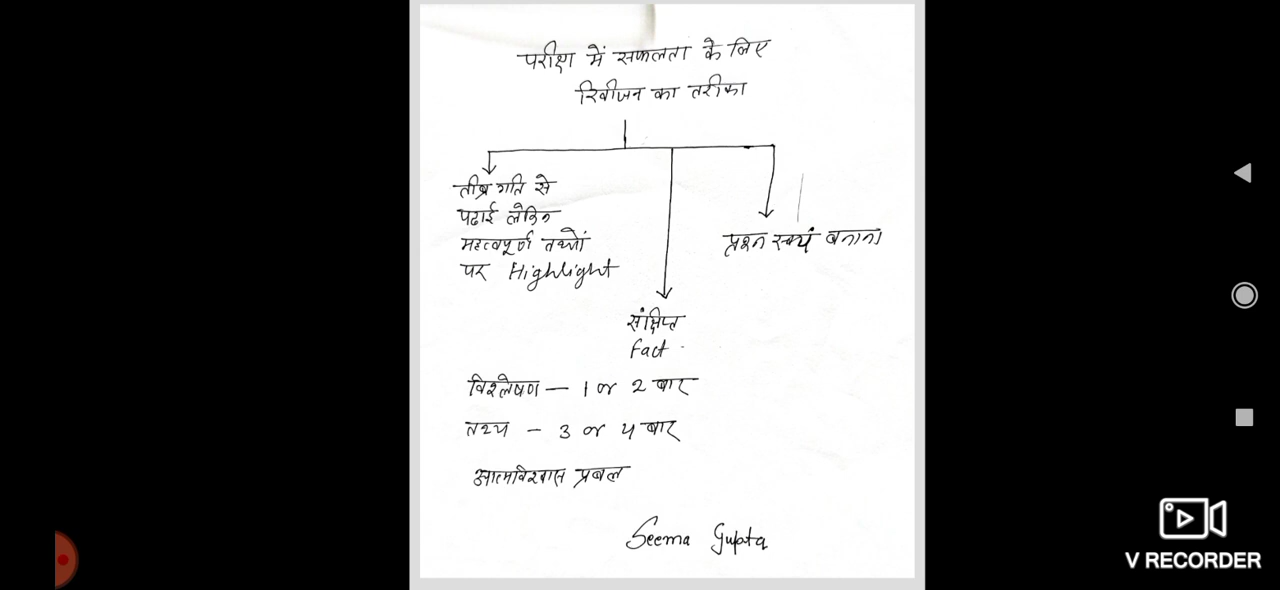 परीक्षा में सफलता के लिए
रिवीजन का तरीका
तीव्र गति से
पढाई लेकिन
महत्वपूर्ण तथ्यों
पर Highlight
प्रश्न स्वयं बनाना
संक्षिप्त
Fact
विश्लेषण – 1 or 2 बार
तथ्य – 3 or 4 बार
आत्मविश्वास प्रबल
Seema Gupta
V RECORDER